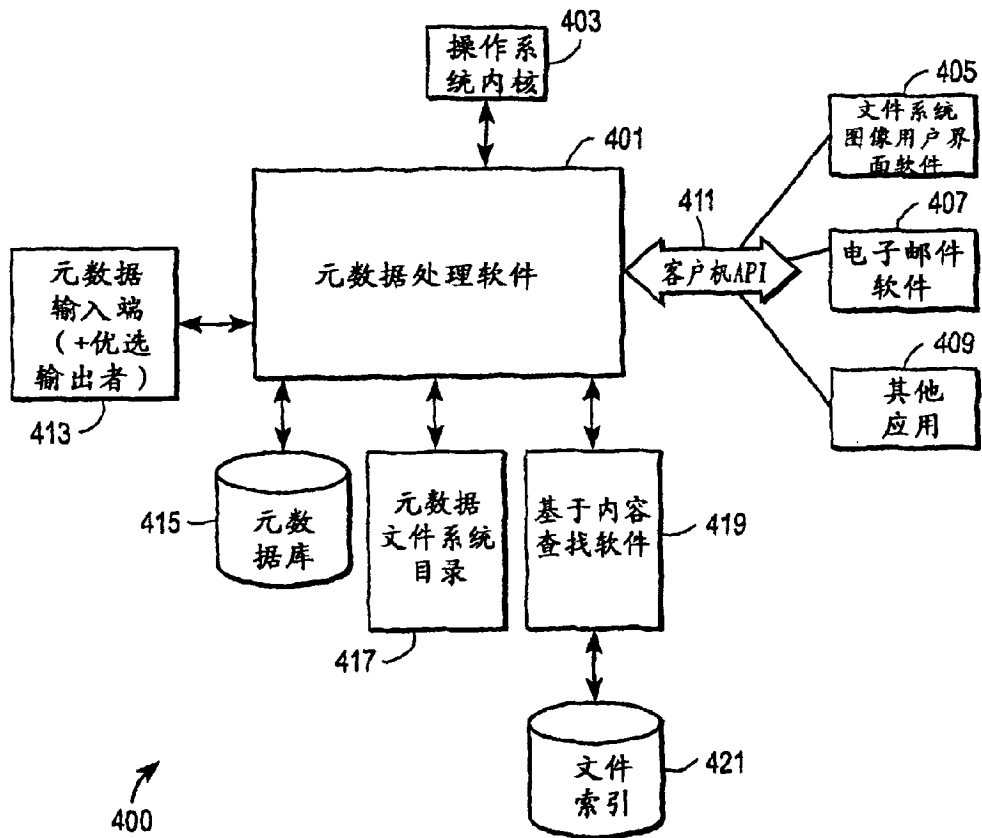 操作系
统内核
403
401
405
文件系统
图像用户界
面软件
411
客户机API
407
电子邮件
软件
409
其他
应用
元数据处理软件
元数据
输入端
(+优选
输出者)
413
415
元数
据库
元数据
文件系统
目录
417
基于内容
查找软件
419
文件
索引
421
400